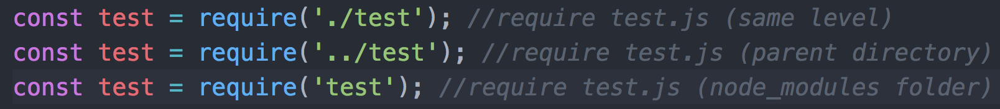 const test = require('./test'); //require test.js (same level)
const test = require('../test'); //require test.js (parent directory)
const test = require('test'); //require test.js (node_modules folder)